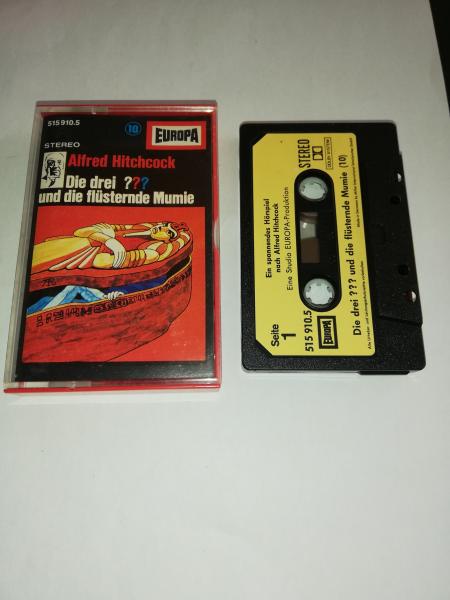 515 910.5
10
EUROPA
STEREO
Alfred Hitchcock
Die drei ???
und die flüsternde Mumie
Ein spannendes Hörspiel
nach Alfred Hitchcock
Eine Studio EUROPA-Produktion
STEREO
DOLBY SYSTEM
Seite
1
515 910.5
EUROPA
Die drei ??? und die flüsternde Mumie (10)